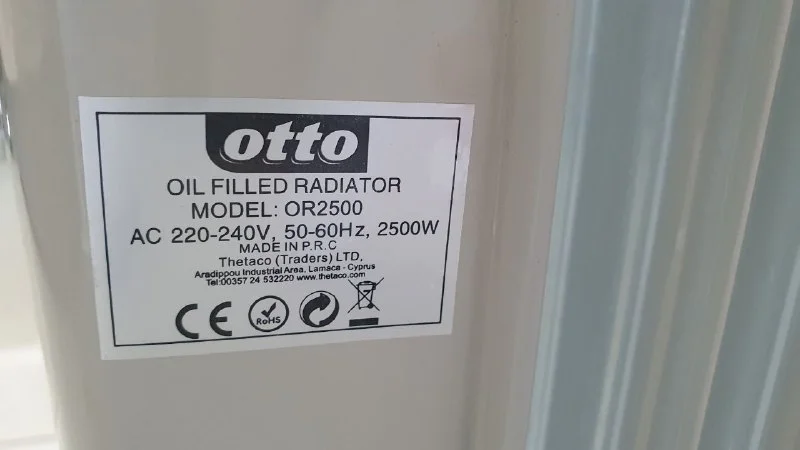 otto
OIL FILLED RADIATOR
MODEL: OR2500
AC 220-240V, 50-60Hz, 2500W
MADE IN P.R.C
Thetaco (Traders) LTD.
Aradippou Industrial Area, Larnaca - Cyprus
Tel:00357 24 532220 www.thetaco.com
CE RoHS